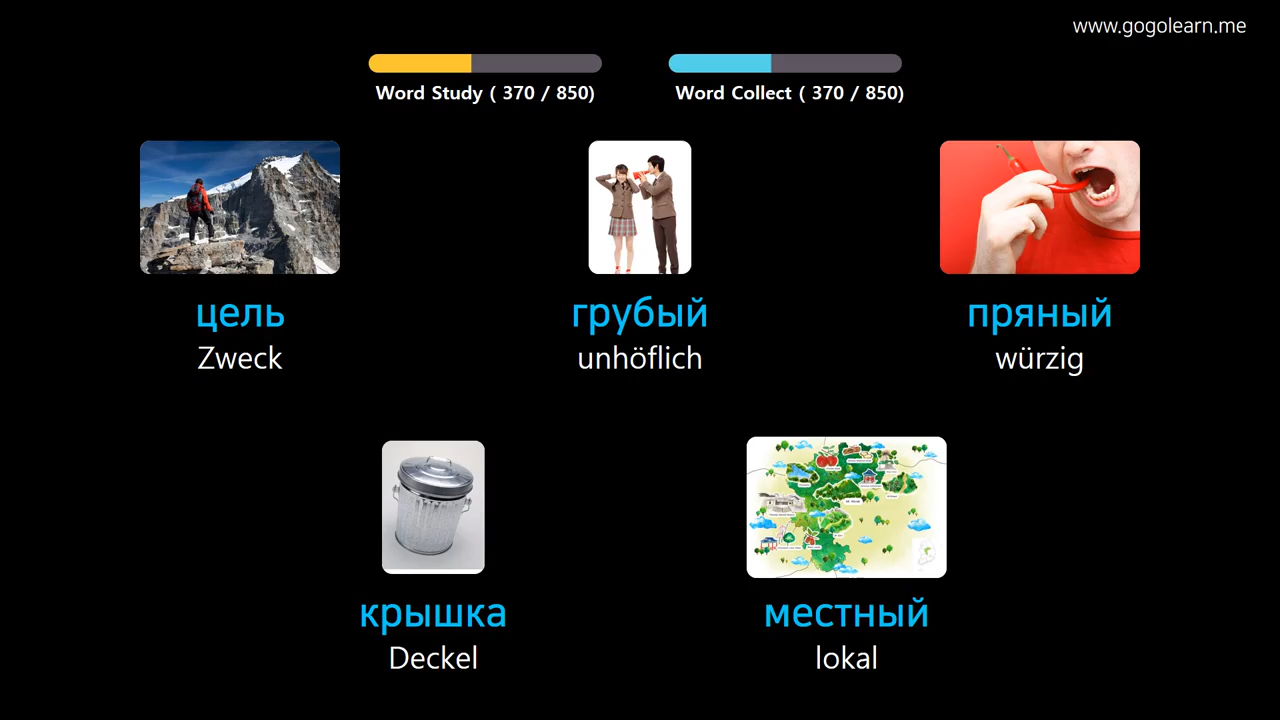 www.gogolearn.me
Word Study ( 370 / 850)
Word Collect ( 370 / 850)
цель
Zweck
грубый
unhöflich
пряный
würzig
крышка
Deckel
местный
lokal